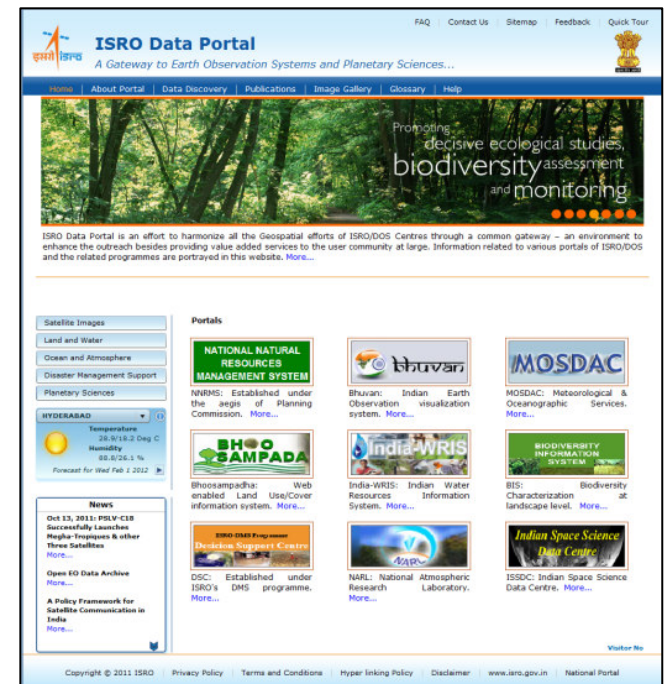 FAQ Contact Us Sitemap Feedback Quick Tour
इसरो isro
ISRO Data Portal
A Gateway to Earth Observation Systems and Planetary Sciences...
Home | About Portal | Data Discovery | Publications | Image Gallery | Glossary | Help
Promoting
decisive ecological studies,
biodiversity assessment
and monitoring
ISRO Data Portal is an effort to harmonize all the Geospatial efforts of ISRO/DOS Centres through a common gateway – an environment to
enhance the outreach besides providing value added services to the user community at large. Information related to various portals of ISRO/DOS
and the related programmes are portrayed in this website. More...
Satellite Images
Land and Water
Ocean and Atmosphere
Disaster Management Support
Planetary Sciences
HYDERABAD
Temperature
28.9/18.2 Deg C
Humidity
88.8/26.1 %
Forecast for Wed Feb 1 2012
News
Oct 13, 2011: PSLV-C18
Successfully Launches
Megha-Tropiques & other
Three Satellites
More...
Open EO Data Archive
More...
A Policy Framework for
Satellite Communication in
India
More...
Portals
NATIONAL NATURAL
RESOURCES
MANAGEMENT SYSTEM
NNRMS: Established under
the aegis of Planning
Commission. More...
bhuvan
Bhuvan: Indian Earth
Observation visualization
system. More...
MOSDAC
MOSDAC: Meteorological &
Oceanographic Services.
More...
BHOO
SAMPADA
Bhoosampadha: Web
enabled Land Use/Cover
information system. More...
India-WRIS
India-WRIS: Indian Water
Resources Information
System. More...
BIODIVERSITY
INFORMATION
SYSTEM
BIS: Biodiversity
Characterization at
landscape level. More...
ISRO-DMS Programme
Decision Support Centre
DSC: Established under
ISRO's DMS programme.
More...
NARL
NARL: National Atmospheric
Research Laboratory.
More...
Indian Space Science
Data Centre
ISSDC: Indian Space Science
Data Centre. More...
Visitor No
Copyright © 2011 ISRO | Privacy Policy | Terms and Conditions | Hyper linking Policy | Disclaimer | www.isro.gov.in | National Portal